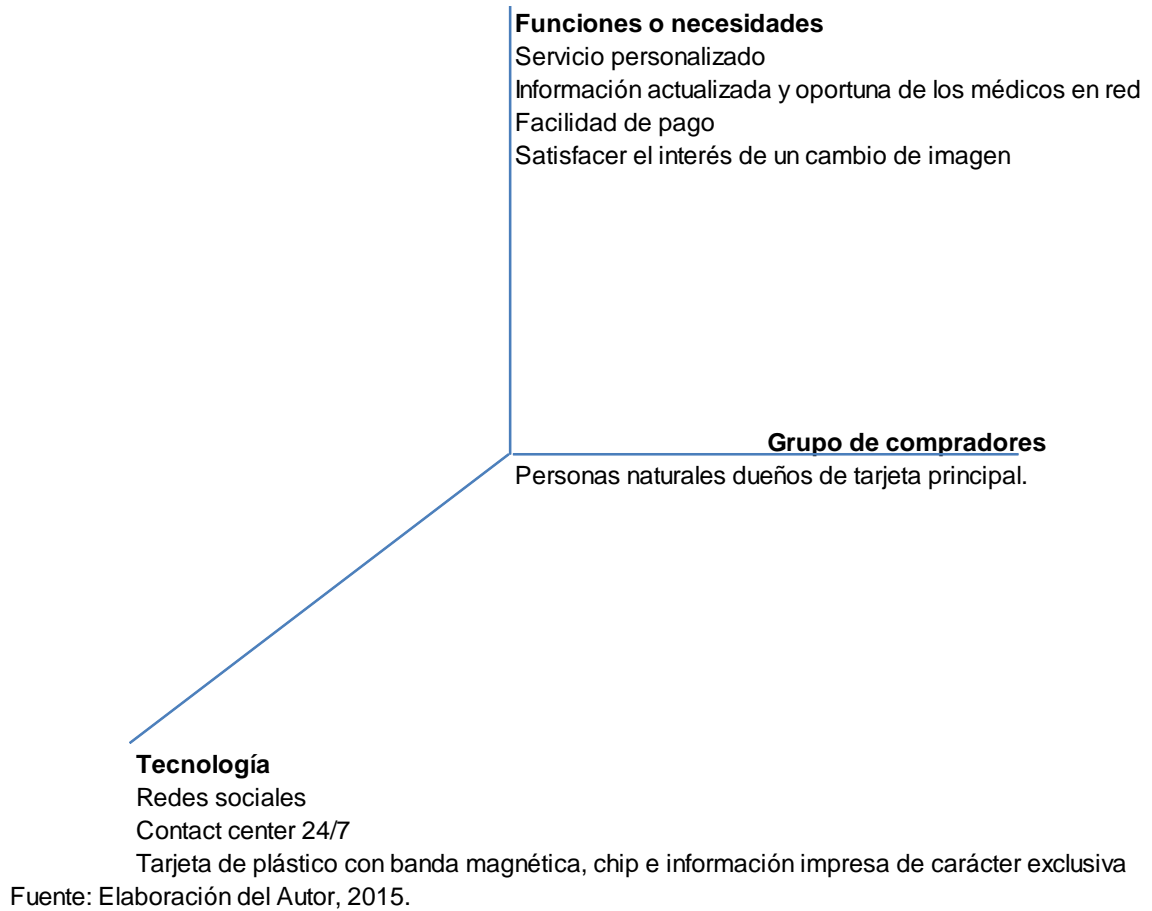 Funciones o necesidades
Servicio personalizado
Información actualizada y oportuna de los médicos en red
Facilidad de pago
Satisfacer el interés de un cambio de imagen
Grupo de compradores
Personas naturales dueños de tarjeta principal.
Tecnología
Redes sociales
Contact center 24/7
Tarjeta de plástico con banda magnética, chip e información impresa de carácter exclusiva
Fuente: Elaboración del Autor, 2015.